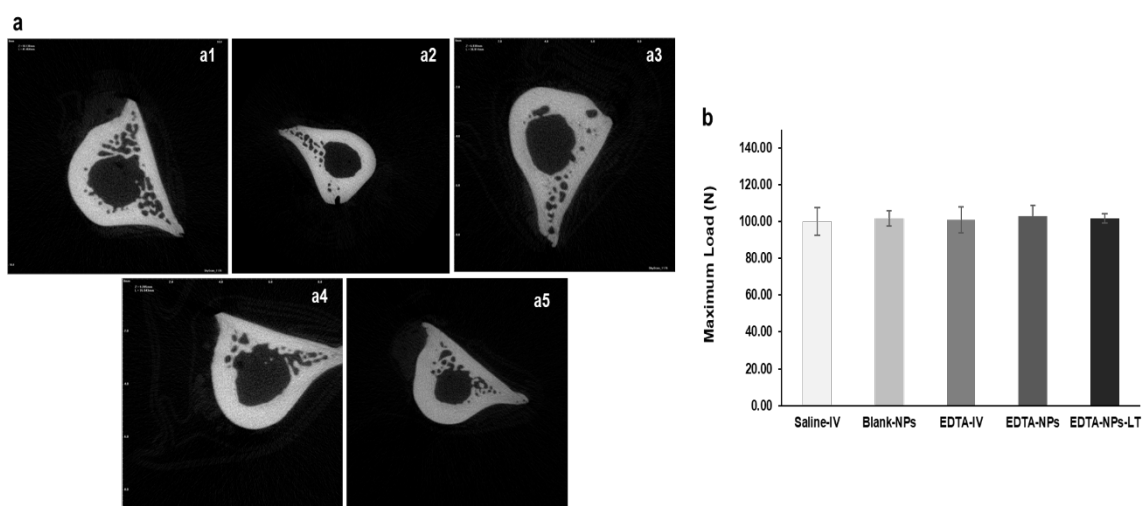 a
a1
a2
a3
a4
a5
b
Maximum Load (N)
140.00
120.00
100.00
80.00
60.00
40.00
20.00
0.00
Saline-IV Blank-NPs EDTA-IV EDTA-NPs EDTA-NPs-LT